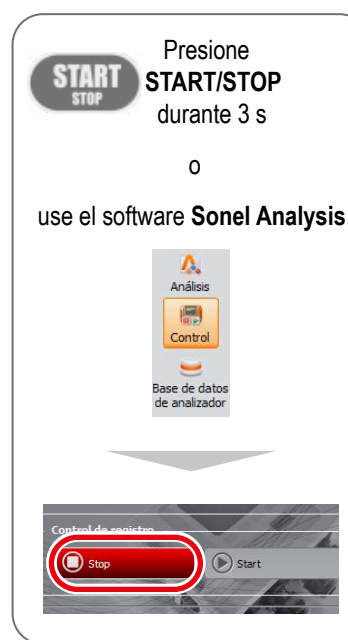 START
STOP
Presione
START/STOP
durante 3 s
o
use el software Sonel Analysis
Análisis
Control
Base de datos
de analizador
Control de registro
Stop
Start